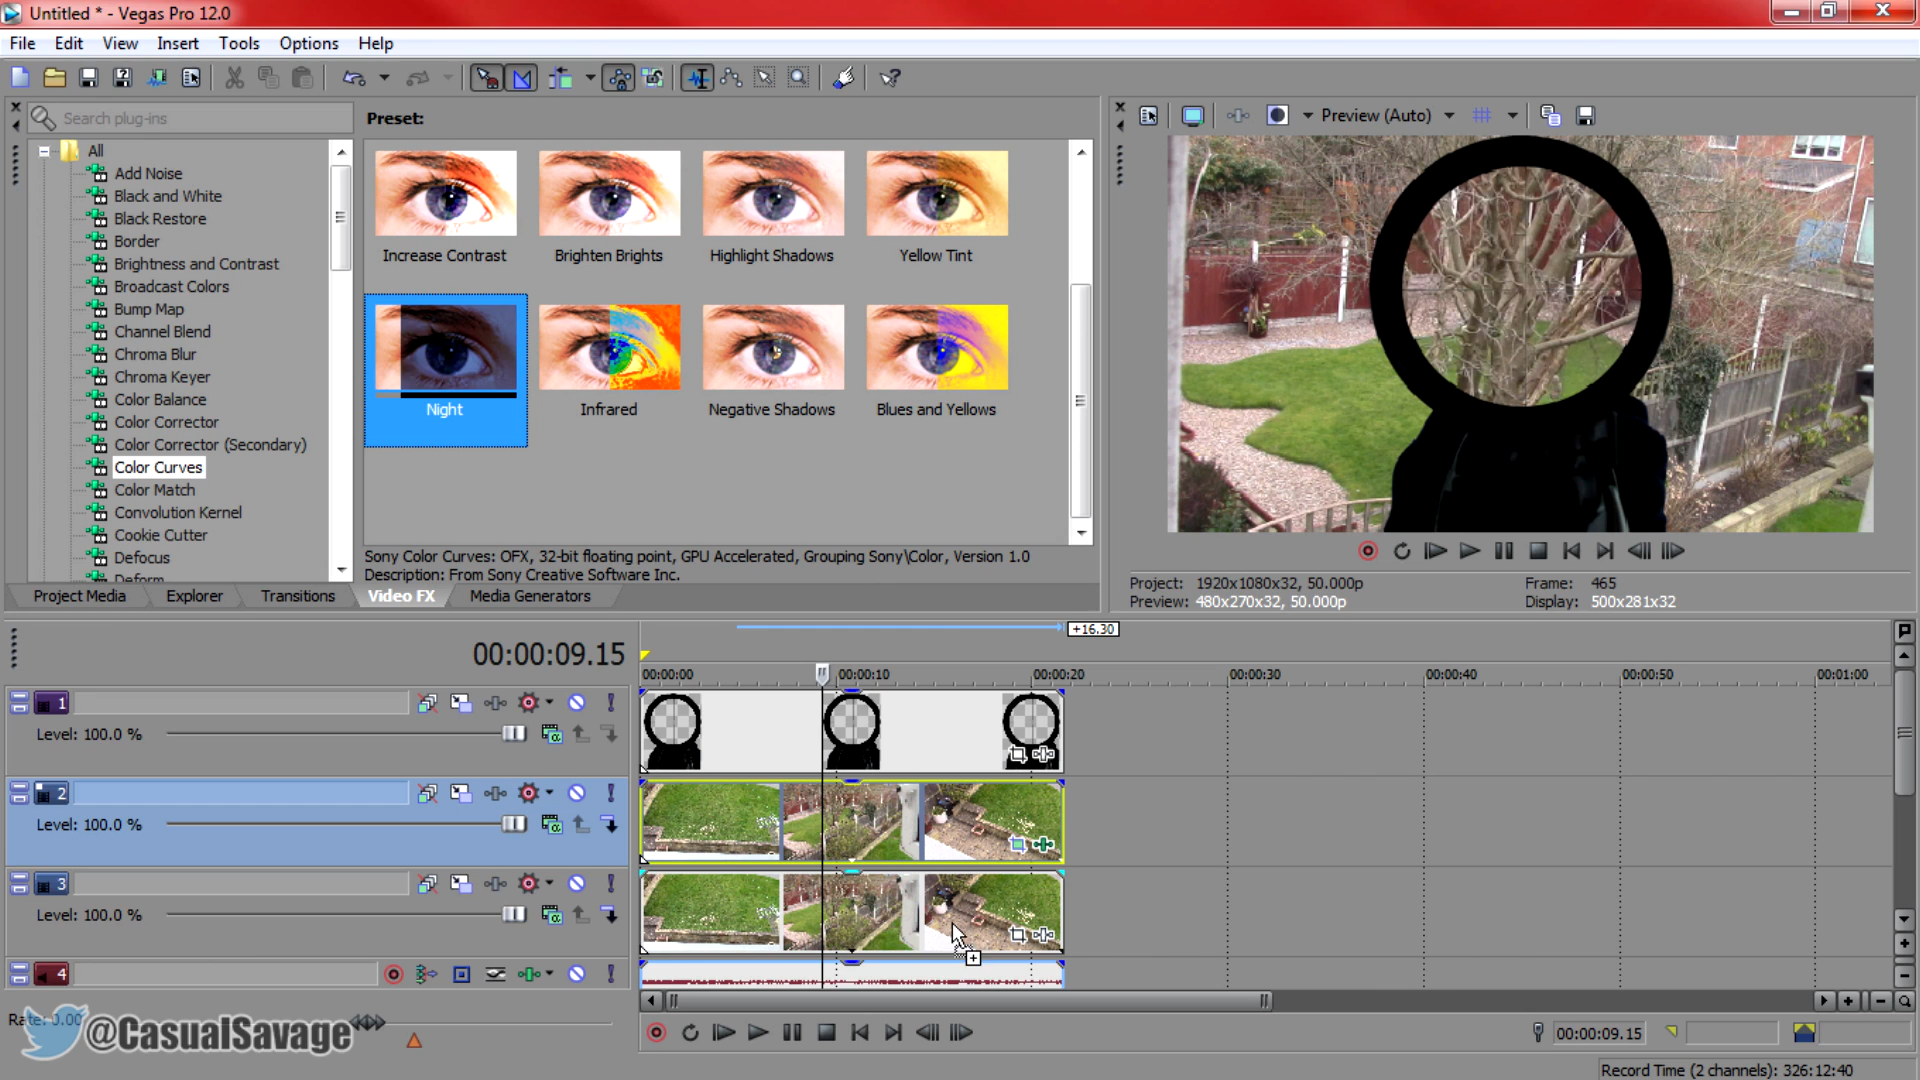 Untitled * - Vegas Pro 12.0
File Edit View Insert Tools Options Help
Search plug-ins
Preset:
Preview (Auto)
All
Add Noise
Black and White
Black Restore
Border
Brightness and Contrast
Broadcast Colors
Bump Map
Channel Blend
Chroma Blur
Chroma Keyer
Color Balance
Color Corrector
Color Corrector (Secondary)
Color Curves
Color Match
Convolution Kernel
Cookie Cutter
Defocus
Deform
Increase Contrast
Brighten Brights
Highlight Shadows
Yellow Tint
Night
Infrared
Negative Shadows
Blues and Yellows
Sony Color Curves: OFX, 32-bit floating point, GPU Accelerated, Grouping Sony\Color, Version 1.0
Description: From Sony Creative Software Inc.
Project Media Explorer Transitions Video FX Media Generators
Project: 1920x1080x32, 50.000p
Frame: 465
Preview: 480x270x32, 50.000p
Display: 500x281x32
+16.30
00:00:09.15
00:00:00 00:00:10 00:00:20 00:00:30 00:00:40 00:00:50 00:01:00
1
Level: 100.0 %
2
Level: 100.0 %
3
Level: 100.0 %
4
Rate: 0.00
@CasualSavage
00:00:09.15
Record Time (2 channels): 326:12:40